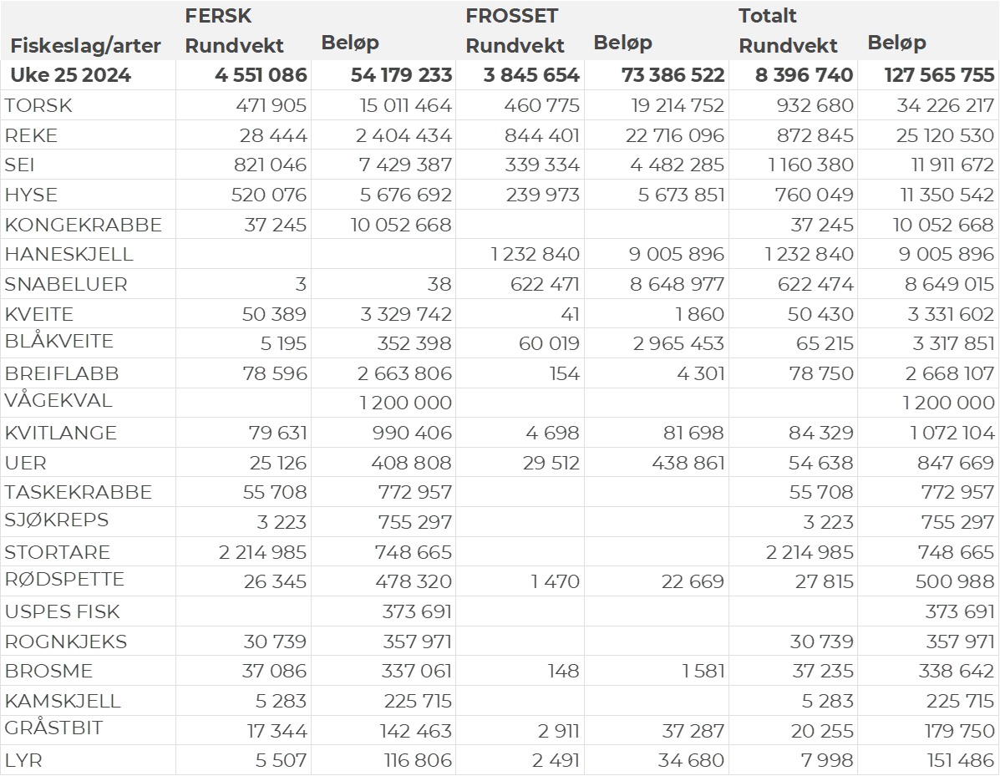 FERSK FROSSET Totalt
Fiskeslag/arter Rundvekt Beløp Rundvekt Beløp Rundvekt Beløp
Uke 25 2024 4 551 086 54 179 233 3 845 654 73 386 522 8 396 740 127 565 755
TORSK 471 905 15 011 464 460 775 19 214 752 932 680 34 226 217
REKE 28 444 2 404 434 844 401 22 716 096 872 845 25 120 530
SEI 821 046 7 429 387 339 334 4 482 285 1 160 380 11 911 672
HYSE 520 076 5 676 692 239 973 5 673 851 760 049 11 350 542
KONGEKRABBE 37 245 10 052 668 37 245 10 052 668
HANESKJELL 1 232 840 9 005 896 1 232 840 9 005 896
SNABELUER 3 38 622 471 8 648 977 622 474 8 649 015
KVEITE 50 389 3 329 742 41 1 860 50 430 3 331 602
BLÅKVEITE 5 195 352 398 60 019 2 965 453 65 215 3 317 851
BREIFLABB 78 596 2 663 806 154 4 301 78 750 2 668 107
VÅGEKVAL 1 200 000 1 200 000
KVITLANGE 79 631 990 406 4 698 81 698 84 329 1 072 104
UER 25 126 408 808 29 512 438 861 54 638 847 669
TASKEKRABBE 55 708 772 957 55 708 772 957
SJØKREPS 3 223 755 297 3 223 755 297
STORTARE 2 214 985 748 665 2 214 985 748 665
RØDSPETTE 26 345 478 320 1 470 22 669 27 815 500 988
USPES FISK 373 691 373 691
ROGNKJEKS 30 739 357 971 30 739 357 971
BROSME 37 086 337 061 148 1 581 37 235 338 642
KAMSKJELL 5 283 225 715 5 283 225 715
GRÅSTBIT 17 344 142 463 2 911 37 287 20 255 179 750
LYR 5 507 116 806 2 491 34 680 7 998 151 486